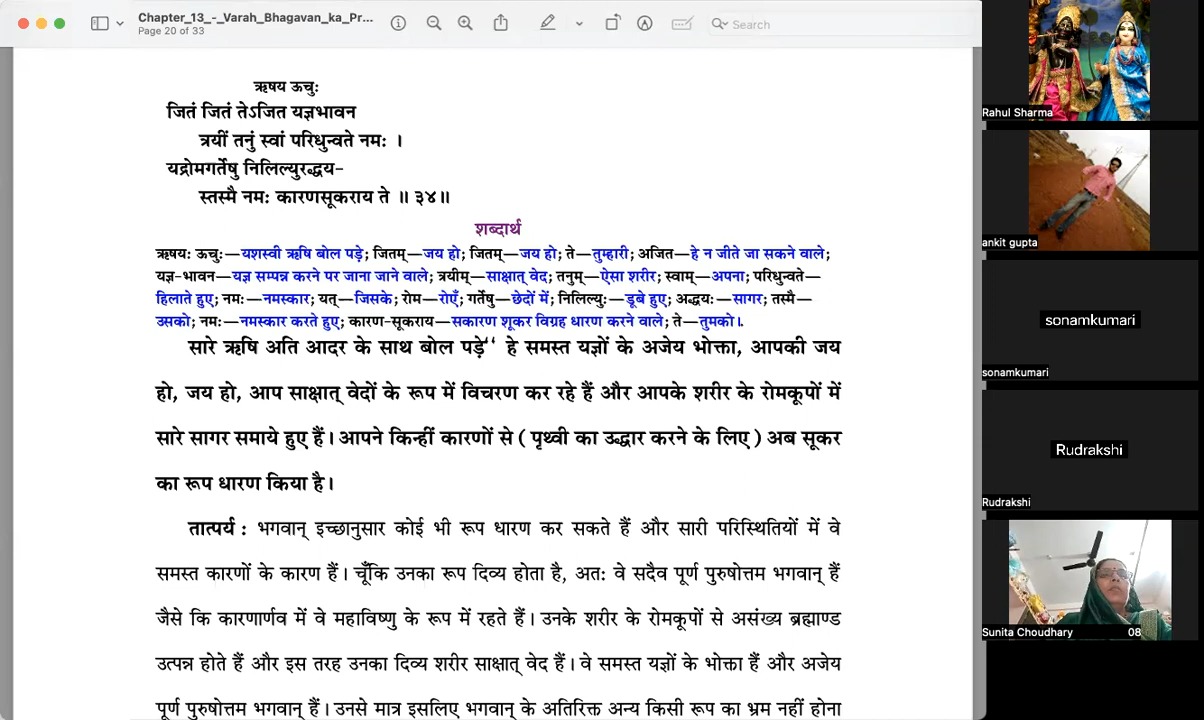 Chapter_13_-_Varah_Bhagavan_ka_Pr...
Page 20 of 33
Search
ऋषय ऊचुः
जितं जितं तेऽजित यज्ञभावन
त्रयीं तनुं स्वां परिधुन्वते नमः ।
यद्रोमगर्तेषु निलिल्युरद्धय-
स्तस्मै नमः कारणसूकराय ते ॥ ३४॥
शब्दार्थ
ऋषयः ऊचुः—यशस्वी ऋषि बोल पड़े; जितम्—जय हो; जितम्—जय हो; ते—तुम्हारी; अजित—हे न जीते जा सकने वाले;
यज्ञ-भावन—यज्ञ सम्पन्न करने पर जाना जाने वाले; त्रयीम्—साक्षात् वेद; तनुम्—ऐसा शरीर; स्वाम्—अपना; परिधुन्वते—
हिलाते हुए; नमः—नमस्कार; यत्—जिसके; रोम—रोएँ; गर्तेषु—छेदों में; निलिल्युः—डूबे हुए; अद्धयः—सागर; तस्मै—
उसको; नमः—नमस्कार करते हुए; कारण-सूकराय—सकारण शूकर विग्रह धारण करने वाले; ते—तुमको।.
सारे ऋषि अति आदर के साथ बोल पड़े‘‘ हे समस्त यज्ञों के अजेय भोक्ता, आपकी जय
हो, जय हो, आप साक्षात् वेदों के रूप में विचरण कर रहे हैं और आपके शरीर के रोमकूपों में
सारे सागर समाये हुए हैं। आपने किन्हीं कारणों से ( पृथ्वी का उद्धार करने के लिए ) अब सूकर
का रूप धारण किया है।
तात्पर्य : भगवान् इच्छानुसार कोई भी रूप धारण कर सकते हैं और सारी परिस्थितियों में वे
समस्त कारणों के कारण हैं। चूँकि उनका रूप दिव्य होता है, अतः वे सदैव पूर्ण पुरुषोत्तम भगवान् हैं
जैसे कि कारणार्णव में वे महाविष्णु के रूप में रहते हैं। उनके शरीर के रोमकूपों से असंख्य ब्रह्माण्ड
उत्पन्न होते हैं और इस तरह उनका दिव्य शरीर साक्षात् वेद हैं। वे समस्त यज्ञों के भोक्ता हैं और अजेय
पूर्ण पुरुषोत्तम भगवान् हैं। उनसे मात्र इसलिए भगवान् के अतिरिक्त अन्य किसी रूप का भ्रम नहीं होना
Rahul Sharma
ankit gupta
sonamkumari
sonamkumari
Rudrakshi
Rudrakshi
Sunita Choudhary 08